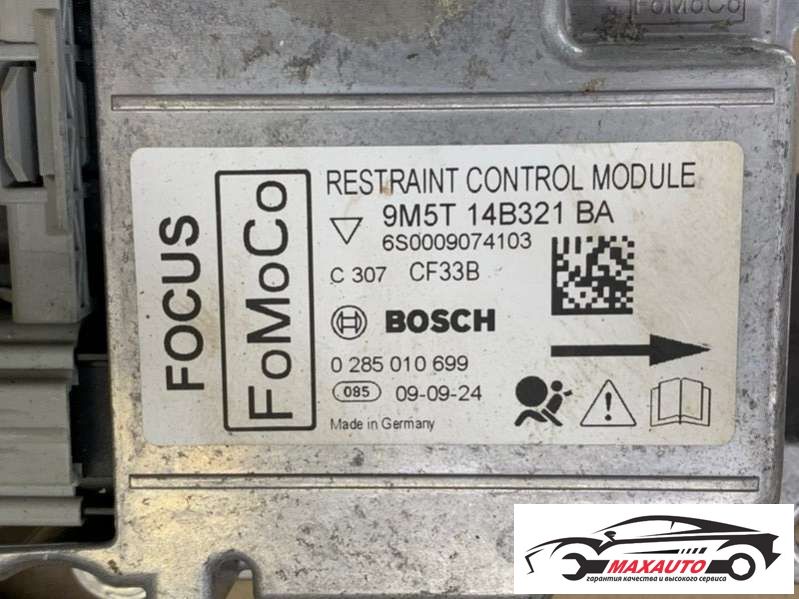 FoMoCo
FOCUS
FoMoCo
RESTRAINT CONTROL MODULE
9M5T 14B321 BA
6S0009074103
C 307 CF33B
BOSCH
0 285 010 699
085 09-09-24
Made in Germany
MAXAUTO
гарантия качества и высокого сервиса